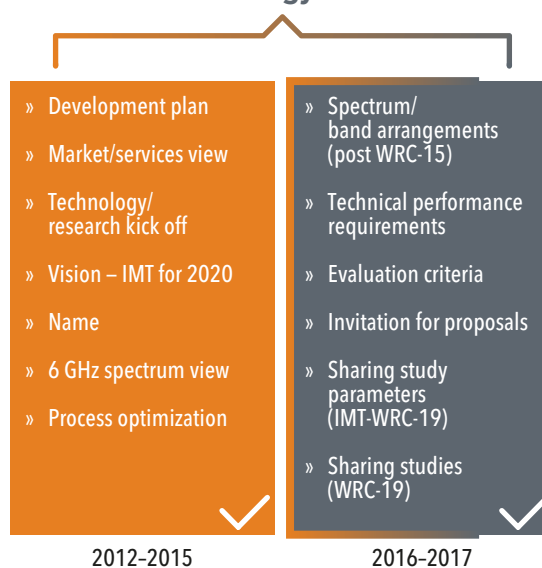 » Development plan
» Market/services view
» Technology/
research kick off
» Vision – IMT for 2020
» Name
» 6 GHz spectrum view
» Process optimization
2012–2015
» Spectrum/
band arrangements
(post WRC-15)
» Technical performance
requirements
» Evaluation criteria
» Invitation for proposals
» Sharing study
parameters
(IMT-WRC-19)
» Sharing studies
(WRC-19)
2016–2017